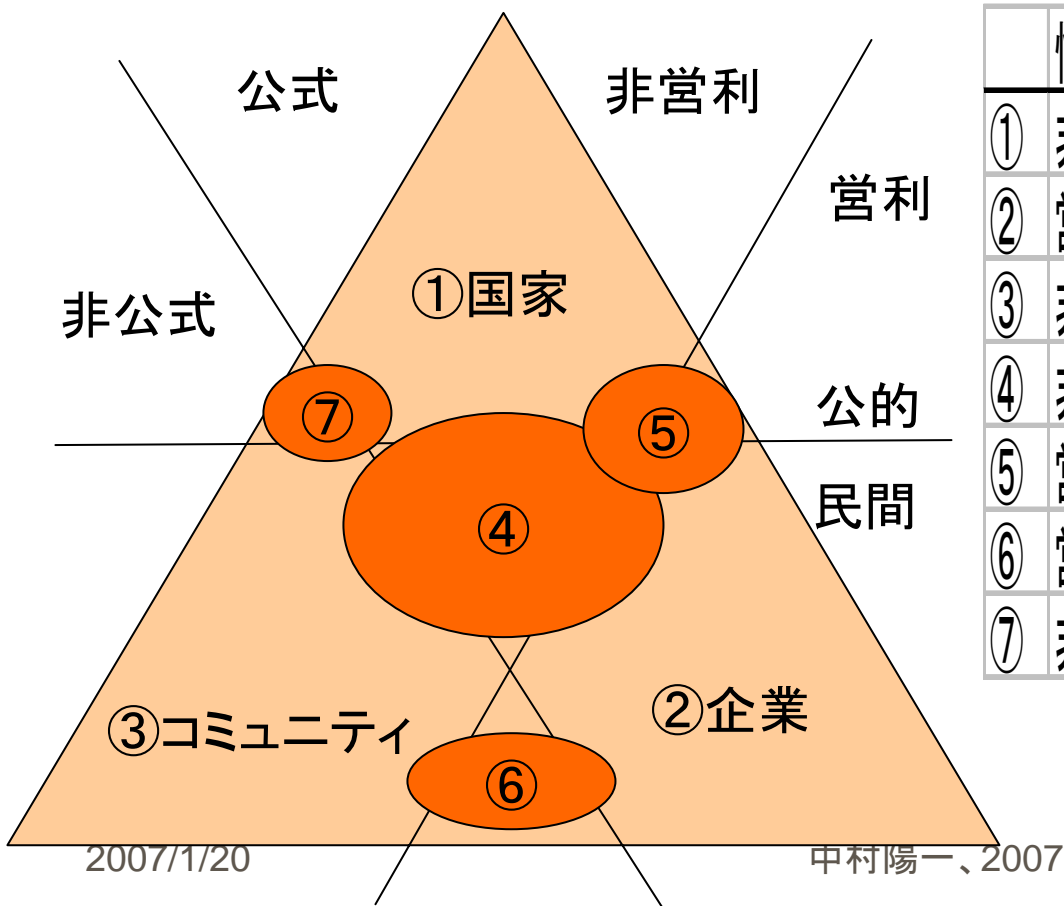 公式
非営利
営利
①国家
非公式
公的
⑦
⑤
民間
④
③コミュニティ
②企業
⑥
①
②
③
④
⑤
⑥
⑦
2007/1/20
中村陽一、2007